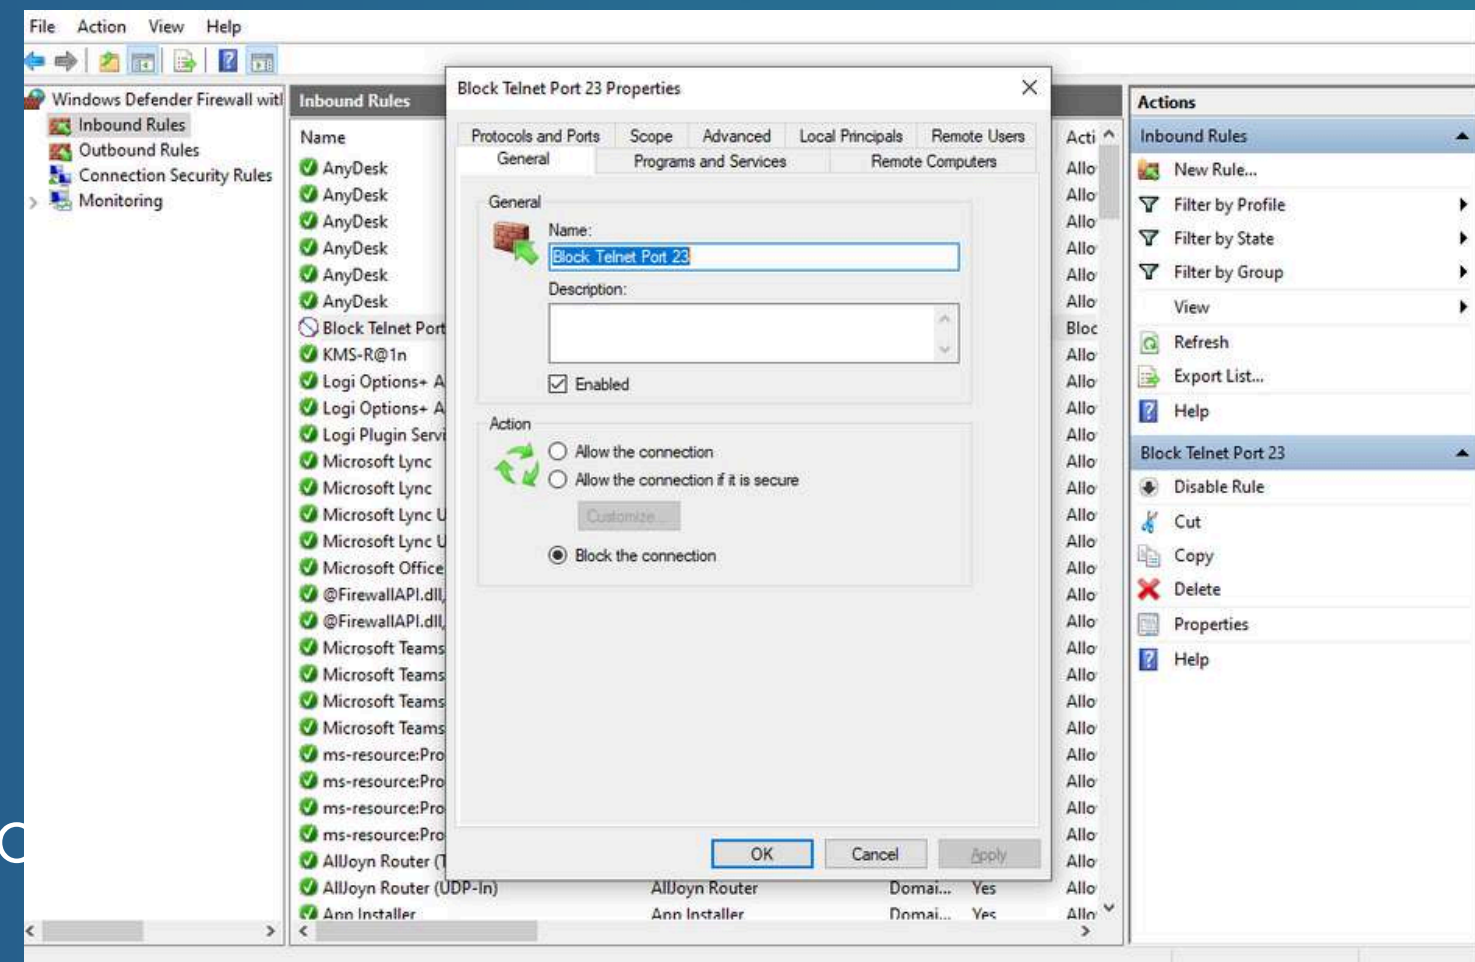 File Action View Help
Windows Defender Firewall witl
Inbound Rules
Outbound Rules
Connection Security Rules
Monitoring
Inbound Rules
Name
Acti
AnyDesk Allo
AnyDesk Allo
AnyDesk Allo
AnyDesk Allo
AnyDesk Allo
AnyDesk Allo
Block Telnet Port Bloc
KMS-R@1n Allo
Logi Options+ A Allo
Logi Options+ A Allo
Logi Plugin Servi Allo
Microsoft Lync Allo
Microsoft Lync Allo
Microsoft Lync U Allo
Microsoft Lync U Allo
Microsoft Office Allo
@FirewallAPI.dll, Allo
@FirewallAPI.dll, Allo
Microsoft Teams Allo
Microsoft Teams Allo
Microsoft Teams Allo
Microsoft Teams Allo
ms-resource:Pro Allo
ms-resource:Pro Allo
ms-resource:Pro Allo
ms-resource:Pro Allo
AllJoyn Router (T Allo
AllJoyn Router (UDP-In) AllJoyn Router Domai... Yes Allo
App Installer App Installer Domai... Yes Allo
Block Telnet Port 23 Properties
Protocols and Ports Scope Advanced Local Principals Remote Users
General Programs and Services Remote Computers
General
Name:
Block Telnet Port 23
Description:
Enabled
Action
Allow the connection
Allow the connection if it is secure
Customize...
Block the connection
OK Cancel Apply
Actions
Inbound Rules
New Rule...
Filter by Profile
Filter by State
Filter by Group
View
Refresh
Export List...
Help
Block Telnet Port 23
Disable Rule
Cut
Copy
Delete
Properties
Help